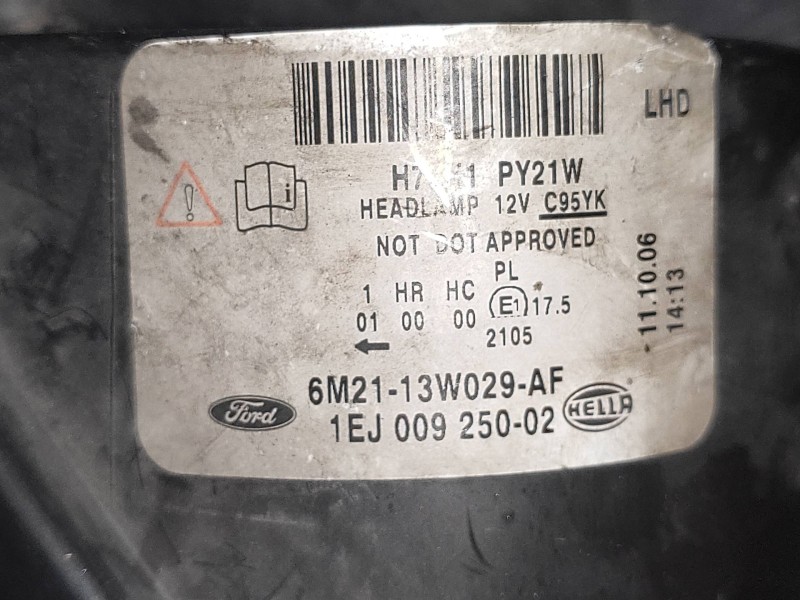 LHD
H7 H1 PY21W
HEADLAMP 12V C95YK
NOT DOT APPROVED
PL
1 HR HC E1 17.5
01 00 00
2105
11.10.06
14:13
6M21-13W029-AF
Ford
1EJ 009 250-02
HELLA
i
!